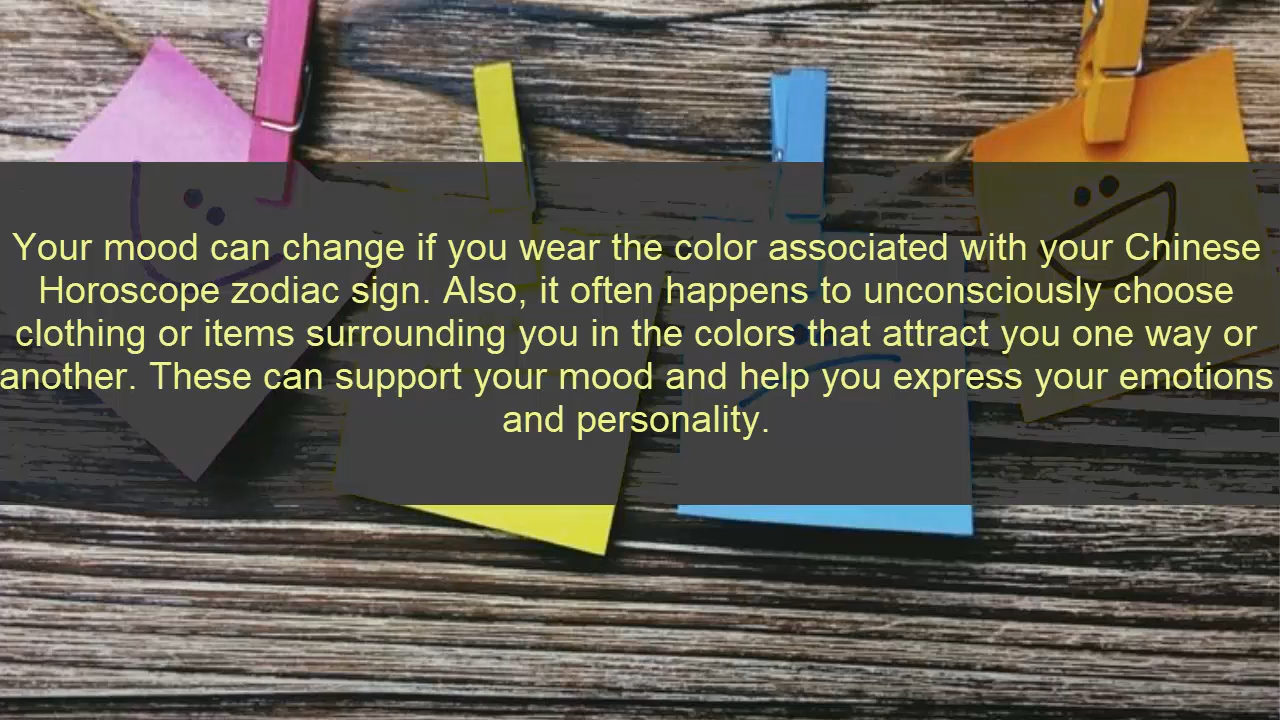 Your mood can change if you wear the color associated with your Chinese
Horoscope zodiac sign. Also, it often happens to unconsciously choose
clothing or items surrounding you in the colors that attract you one way or
another. These can support your mood and help you express your emotions
and personality.